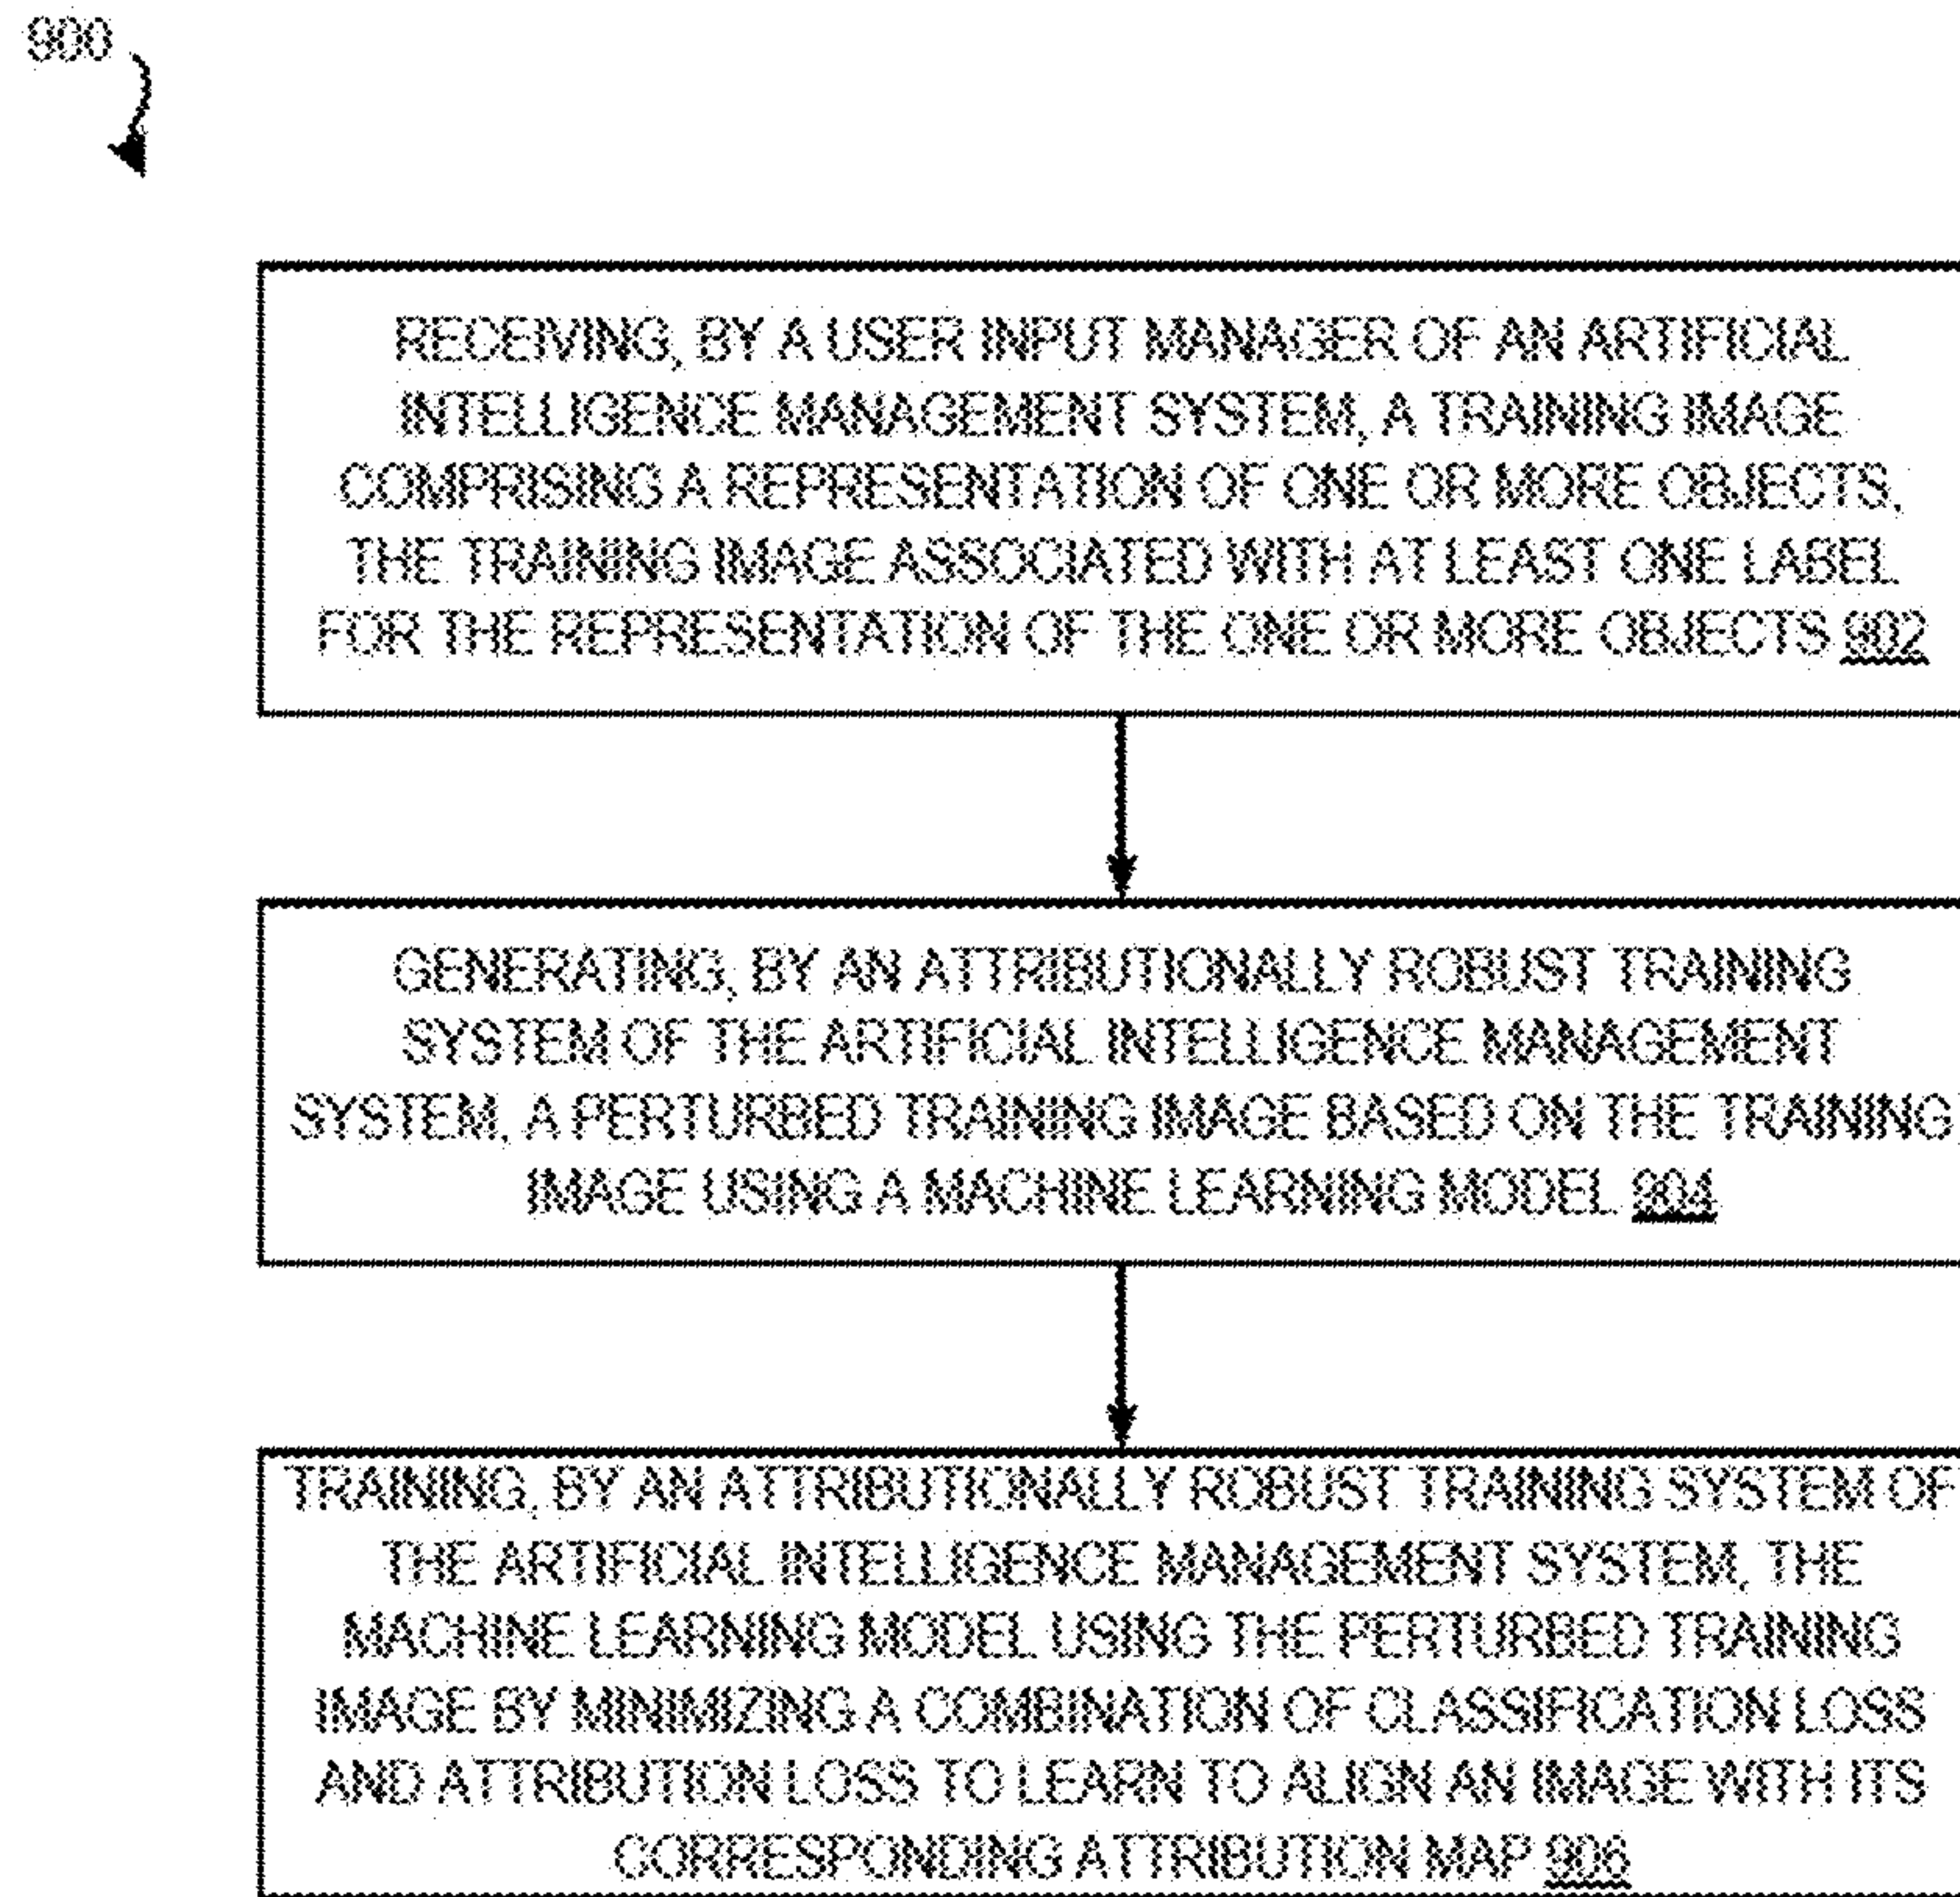 900
RECEIVING, BY A USER INPUT MANAGER OF AN ARTIFICIAL
INTELLIGENCE MANAGEMENT SYSTEM, A TRAINING IMAGE
COMPRISING A REPRESENTATION OF ONE OR MORE OBJECTS,
THE TRAINING IMAGE ASSOCIATED WITH AT LEAST ONE LABEL
FOR THE REPRESENTATION OF THE ONE OR MORE OBJECTS 902
GENERATING, BY AN ATTRIBUTIONALLY ROBUST TRAINING
SYSTEM OF THE ARTIFICIAL INTELLIGENCE MANAGEMENT
SYSTEM, A PERTURBED TRAINING IMAGE BASED ON THE TRAINING
IMAGE USING A MACHINE LEARNING MODEL 904
TRAINING, BY AN ATTRIBUTIONALLY ROBUST TRAINING SYSTEM OF
THE ARTIFICIAL INTELLIGENCE MANAGEMENT SYSTEM, THE
MACHINE LEARNING MODEL USING THE PERTURBED TRAINING
IMAGE BY MINIMIZING A COMBINATION OF CLASSIFICATION LOSS
AND ATTRIBUTION LOSS TO LEARN TO ALIGN AN IMAGE WITH ITS
CORRESPONDING ATTRIBUTION MAP 906